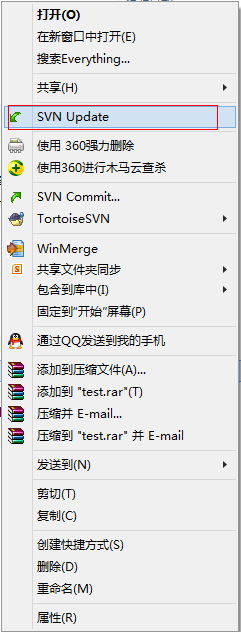 打开(O)
在新窗口中打开(E)
搜索Everything...
共享(H)
SVN Update
使用 360强力删除
使用360进行木马云查杀
SVN Commit...
TortoiseSVN
WinMerge
共享文件夹同步
包含到库中(I)
固定到"开始"屏幕(P)
通过QQ发送到我的手机
添加到压缩文件(A)...
添加到 "test.rar"(T)
压缩并 E-mail...
压缩到 "test.rar" 并 E-mail
发送到(N)
剪切(T)
复制(C)
创建快捷方式(S)
删除(D)
重命名(M)
属性(R)